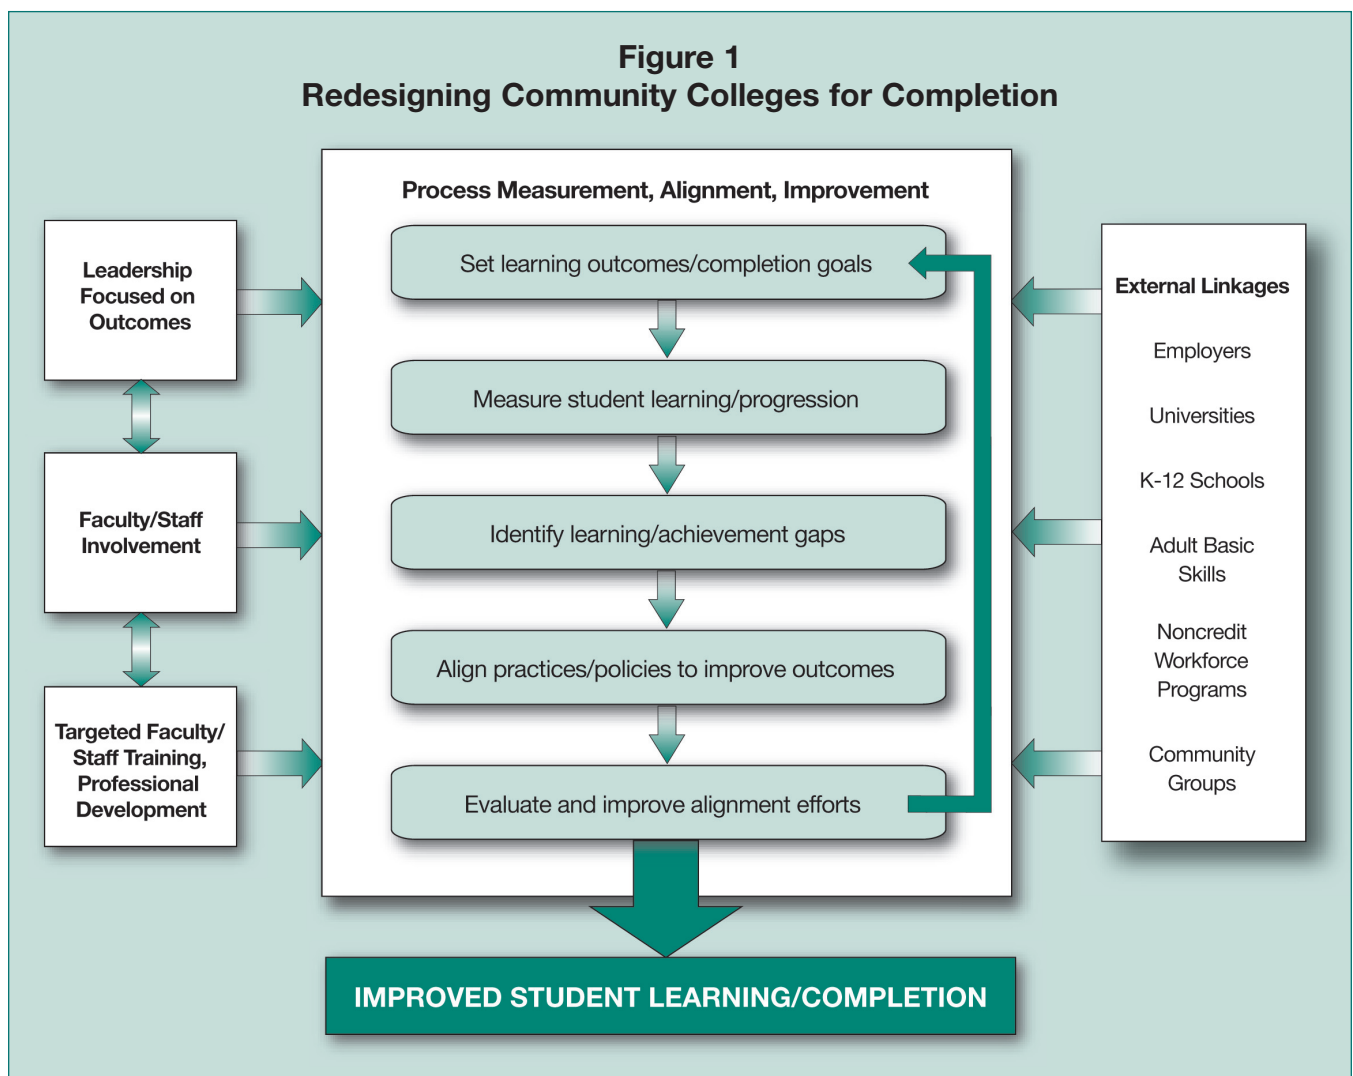 Figure 1
Redesigning Community Colleges for Completion
Process Measurement, Alignment, Improvement
Set learning outcomes/completion goals
Measure student learning/progression
Identify learning/achievement gaps
Align practices/policies to improve outcomes
Evaluate and improve alignment efforts
Leadership
Focused on
Outcomes
Faculty/Staff
Involvement
Targeted Faculty/
Staff Training,
Professional
Development
External Linkages
Employers
Universities
K-12 Schools
Adult Basic
Skills
Noncredit
Workforce
Programs
Community
Groups
IMPROVED STUDENT LEARNING/COMPLETION